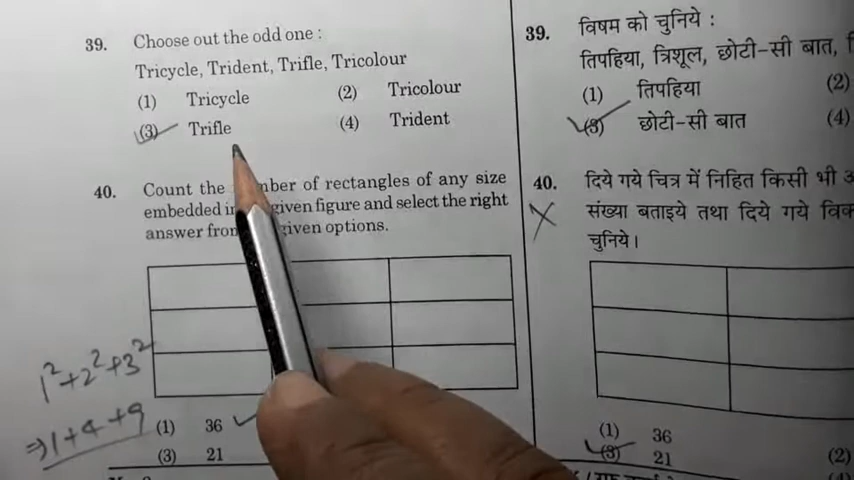 39. Choose out the odd one :
Tricycle, Trident, Trifle, Tricolour
(1) Tricycle (2) Tricolour
(3) Trifle (4) Trident
40. Count the number of rectangles of any size
embedded in given figure and select the right
answer from given options.
1²+2²+3²
⇒1+4+9
(1) 36
(3) 21
39. विषम को चुनिये :
तिपहिया, त्रिशूल, छोटी-सी बात,
(1) तिपहिया (2)
(3) छोटी-सी बात (4)
40. दिये गये चित्र में निहित किसी भी
संख्या बताइये तथा दिये गये
चुनिये।
(1) 36
(3) 21 (2)